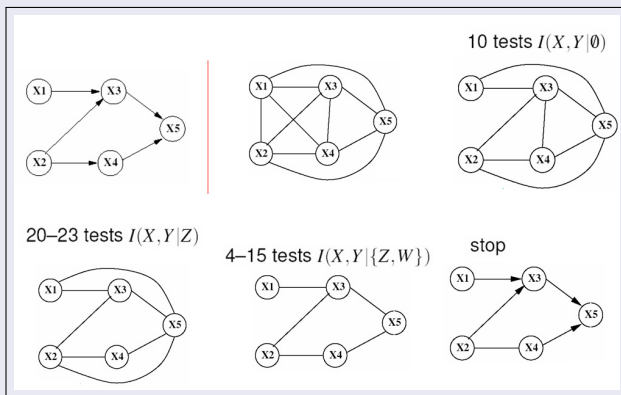 10 tests I(X,Y|∅)
X1 X3
X5
X2 X4
X1 X3
X5
X2 X4
X1 X3
X5
X2 X4
20–23 tests I(X,Y|Z)
4–15 tests I(X,Y|{Z,W})
stop
X1 X3
X5
X2 X4
X1 X3
X5
X2 X4
X1 X3
X5
X2 X4